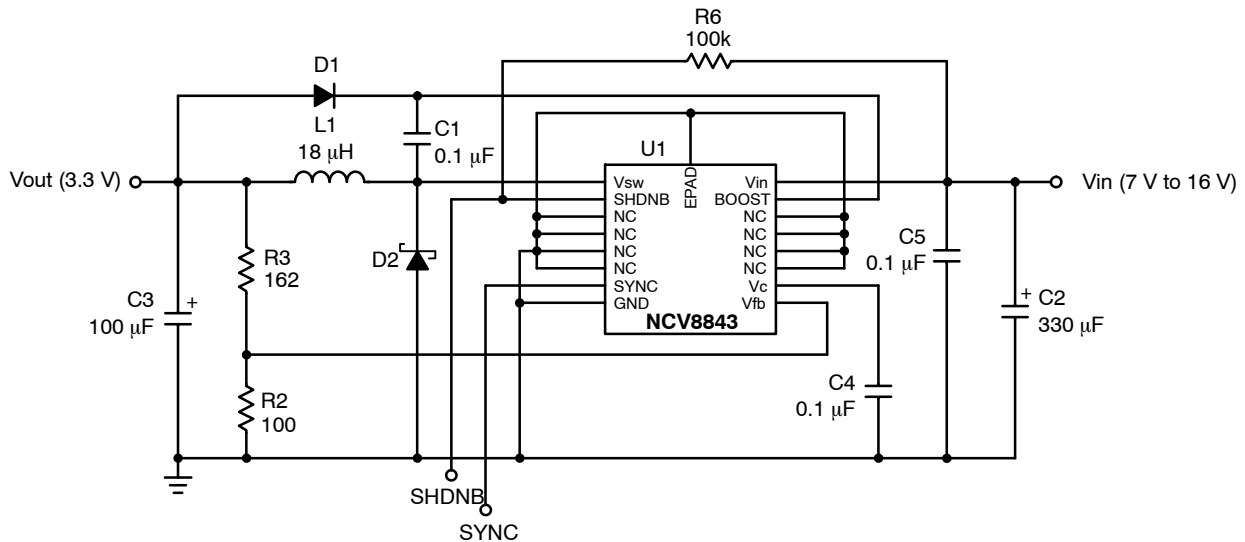 R6
100k
D1
L1
18 μH
C1
0.1 μF
U1
Vout (3.3 V)
Vin (7 V to 16 V)
Vsw
SHDNB
NC
NC
NC
NC
SYNC
GND
EPAD
Vin
BOOST
NC
NC
NC
NC
Vc
Vfb
NCV8843
R3
162
D2
C5
0.1 μF
C3
100 μF
+
+
C2
330 μF
R2
100
C4
0.1 μF
SHDNB
SYNC